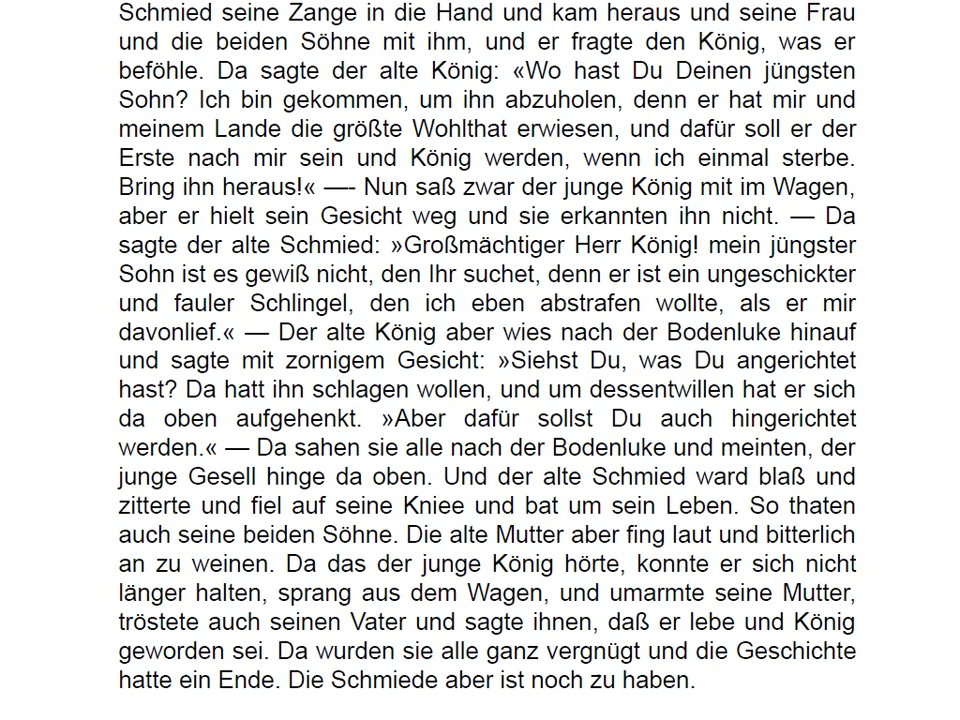 Schmied seine Zange in die Hand und kam heraus und seine Frau
und die beiden Söhne mit ihm, und er fragte den König, was er
beföhle. Da sagte der alte König: «Wo hast Du Deinen jüngsten
Sohn? Ich bin gekommen, um ihn abzuholen, denn er hat mir und
meinem Lande die größte Wohlthat erwiesen, und dafür soll er der
Erste nach mir sein und König werden, wenn ich einmal sterbe.
Bring ihn heraus!« —- Nun saß zwar der junge König mit im Wagen,
aber er hielt sein Gesicht weg und sie erkannten ihn nicht. — Da
sagte der alte Schmied: »Großmächtiger Herr König! mein jüngster
Sohn ist es gewiß nicht, den Ihr suchet, denn er ist ein ungeschickter
und fauler Schlingel, den ich eben abstrafen wollte, als er mir
davonlief.« — Der alte König aber wies nach der Bodenluke hinauf
und sagte mit zornigem Gesicht: »Siehst Du, was Du angerichtet
hast? Da hatt ihn schlagen wollen, und um dessentwillen hat er sich
da oben aufgehenkt. »Aber dafür sollst Du auch hingerichtet
werden.« — Da sahen sie alle nach der Bodenluke und meinten, der
junge Gesell hinge da oben. Und der alte Schmied ward blaß und
zitterte und fiel auf seine Kniee und bat um sein Leben. So thaten
auch seine beiden Söhne. Die alte Mutter aber fing laut und bitterlich
an zu weinen. Da das der junge König hörte, konnte er sich nicht
länger halten, sprang aus dem Wagen, und umarmte seine Mutter,
tröstete auch seinen Vater und sagte ihnen, daß er lebe und König
geworden sei. Da wurden sie alle ganz vergnügt und die Geschichte
hatte ein Ende. Die Schmiede aber ist noch zu haben.